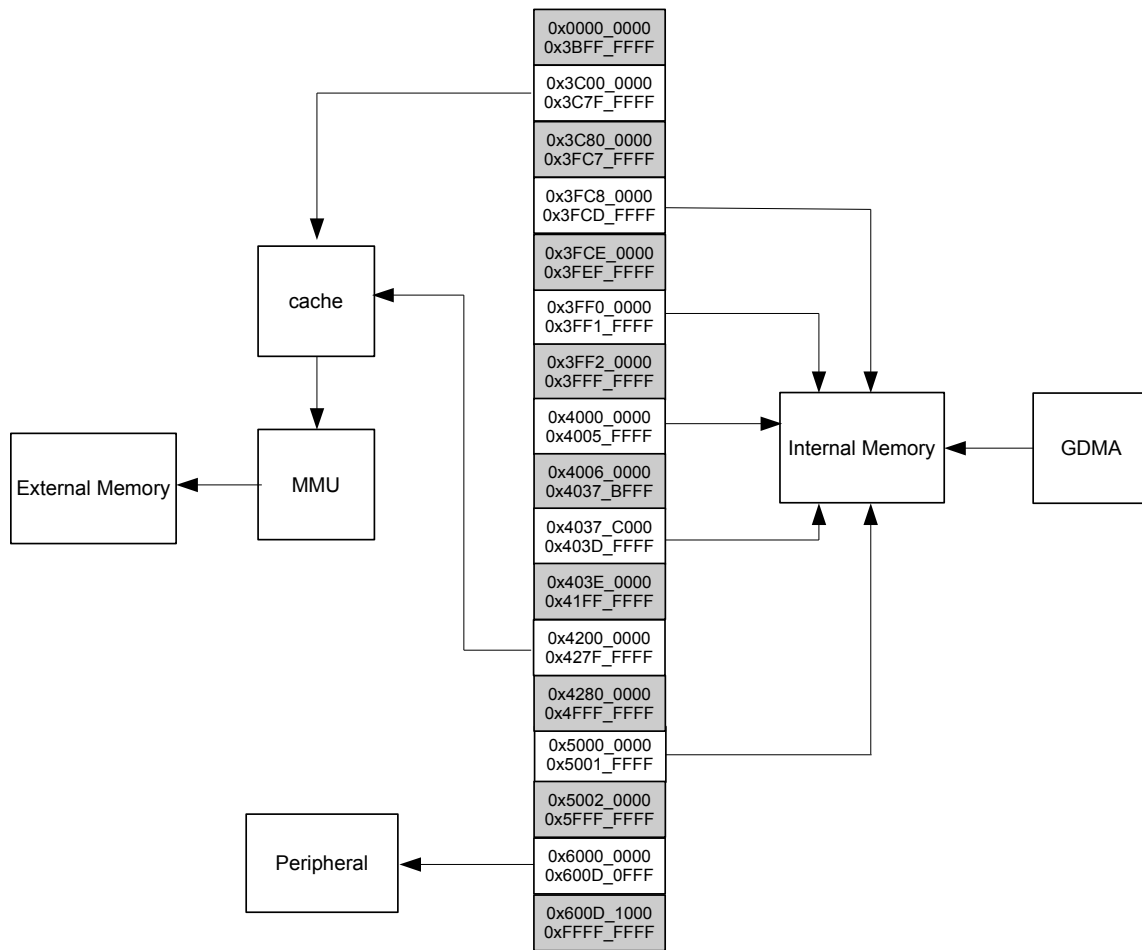 0x0000_0000
0x3BFF_FFFF
0x3C00_0000
0x3C7F_FFFF
0x3C80_0000
0x3FC7_FFFF
0x3FC8_0000
0x3FCD_FFFF
0x3FCE_0000
0x3FEF_FFFF
cache
0x3FF0_0000
0x3FF1_FFFF
0x3FF2_0000
0x3FFF_FFFF
0x4000_0000
0x4005_FFFF
Internal Memory
GDMA
0x4006_0000
0x4037_BFFF
External Memory
MMU
0x4037_C000
0x403D_FFFF
0x403E_0000
0x41FF_FFFF
0x4200_0000
0x427F_FFFF
0x4280_0000
0x4FFF_FFFF
0x5000_0000
0x5001_FFFF
0x5002_0000
0x5FFF_FFFF
Peripheral
0x6000_0000
0x600D_0FFF
0x600D_1000
0xFFFF_FFFF